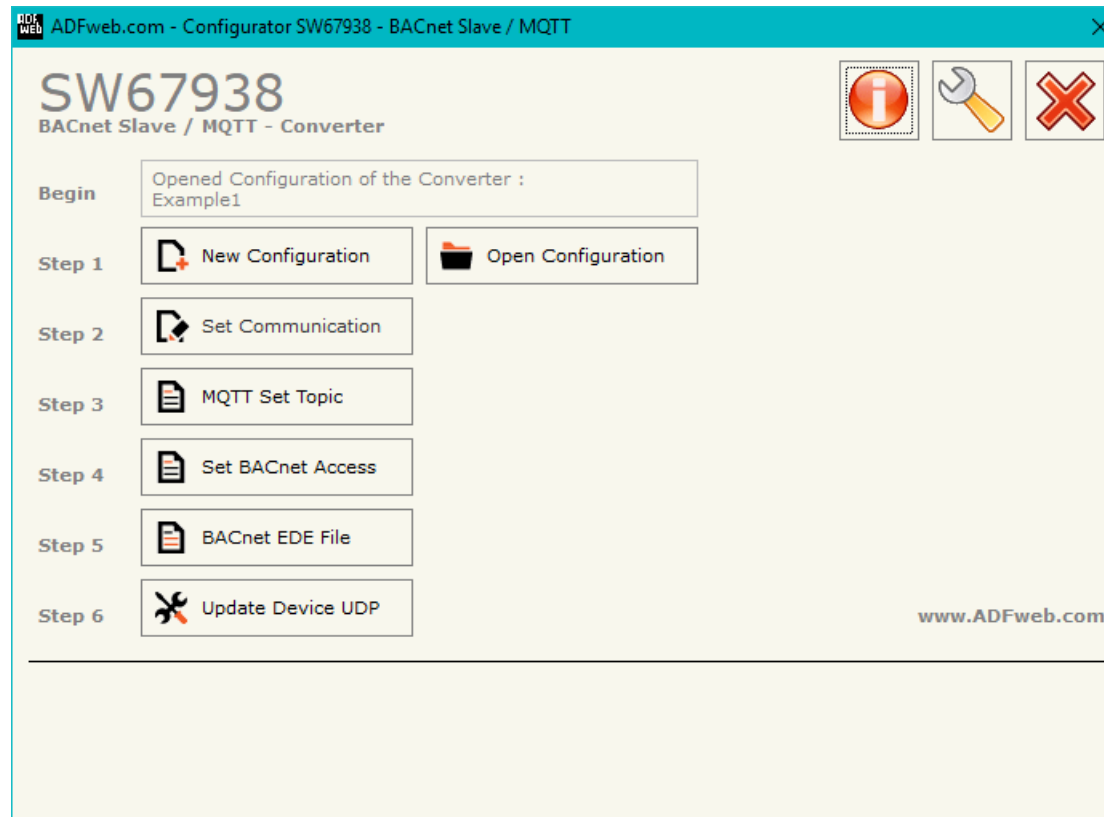 ADF WEB ADFweb.com - Configurator SW67938 - BACnet Slave / MQTT
SW67938
BACnet Slave / MQTT - Converter
Begin
Opened Configuration of the Converter :
Example1
Step 1 New Configuration Open Configuration
Step 2 Set Communication
Step 3 MQTT Set Topic
Step 4 Set BACnet Access
Step 5 BACnet EDE File
Step 6 Update Device UDP
www.ADFweb.com